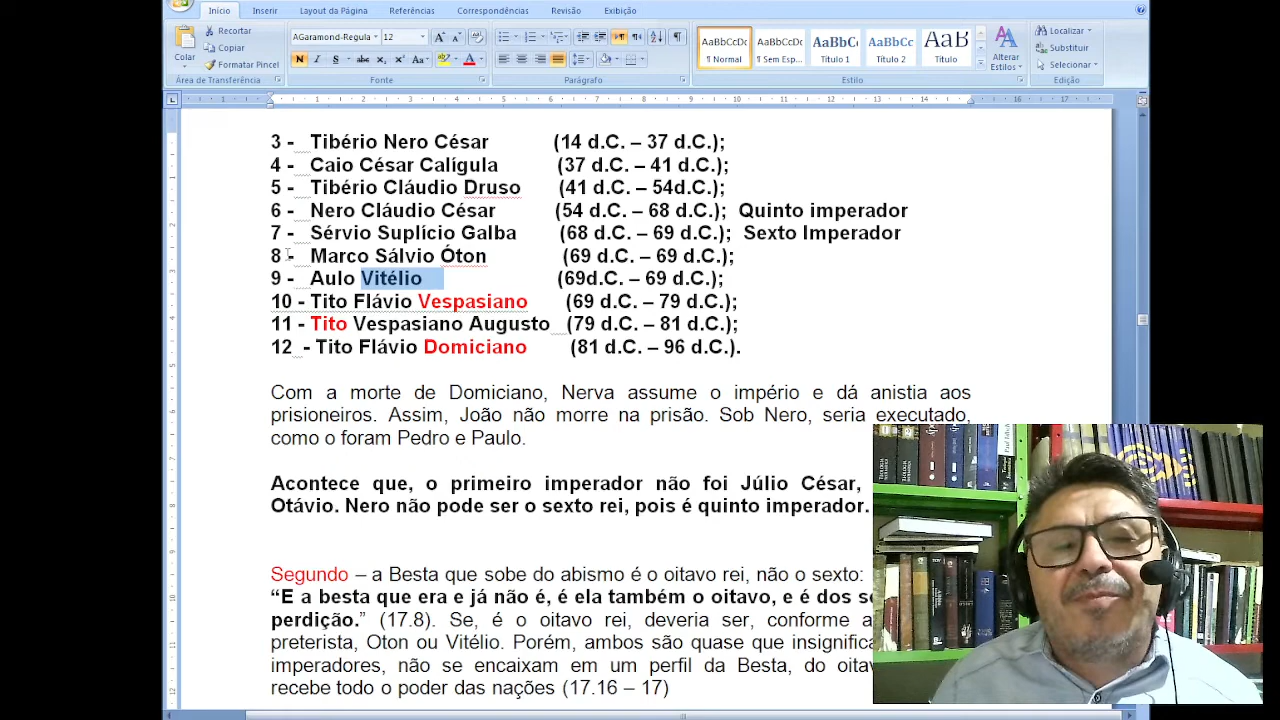 Início Inserir Layout da Página Referências Correspondências Revisão Exibição
Recortar
Copiar
Formatar Pincel
Colar
Área de Transferência
AGaramond-Regula 12
Fonte
Parágrafo
AaBbCcDc AaBbCcDc AaBbCc AaBbCc AaB
¶ Normal ¶ Sem Esp... Título 1 Título 2 Título
Alterar
Estilos
Estilo
Localizar
Substituir
Selecionar
Edição
3 - Tibério Nero César (14 d.C. – 37 d.C.);
4 - Caio César Calígula (37 d.C. – 41 d.C.);
5 - Tibério Cláudio Druso (41 d.C. – 54d.C.);
6 - Nero Cláudio César (54 d.C. – 68 d.C.); Quinto imperador
7 - Sérvio Suplício Galba (68 d.C. – 69 d.C.); Sexto Imperador
8 - Marco Sálvio Óton (69 d.C. – 69 d.C.);
9 - Aulo Vitélio (69d.C. – 69 d.C.);
10 - Tito Flávio Vespasiano (69 d.C. – 79 d.C.);
11 - Tito Vespasiano Augusto (79 d.C. – 81 d.C.);
12 - Tito Flávio Domiciano (81 d.C. – 96 d.C.).
Com a morte de Domiciano, Nerva assume o império e dá anistia aos
prisioneiros. Assim, João não morre na prisão. Sob Nero, seria executado,
como o foram Pedro e Paulo.
Acontece que, o primeiro imperador não foi Júlio César,
Otávio. Nero não pode ser o sexto rei, pois é quinto imperador.
Segundo – a Besta que sobe do abismo é o oitavo rei, não o sexto:
“E a besta que era e já não é, é ela também o oitavo, e é dos
perdição.” (17.8). Se, é o oitavo rei, deveria ser, conforme
preterista, Oton ou Vitélio. Porém, ambos são quase que
imperadores, não se encaixam em um perfil da Besta, do
recebe todo o poder das nações (17.16 – 17)